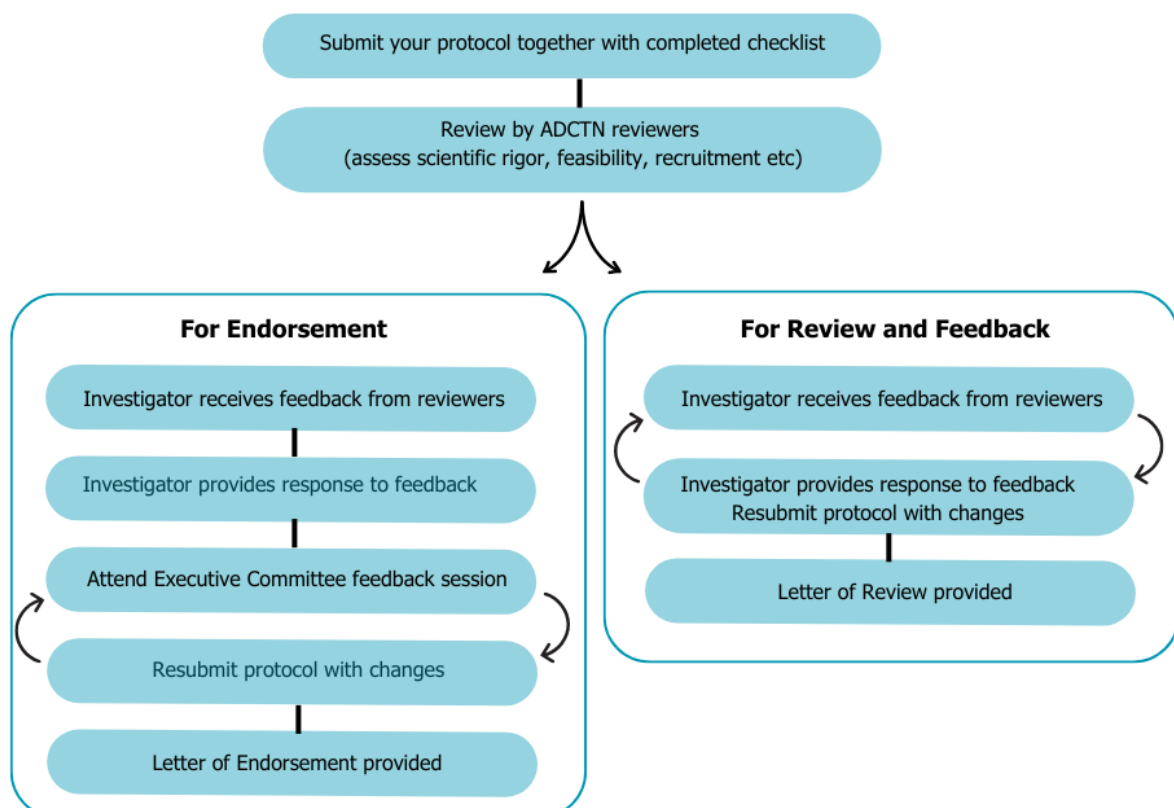 Submit your protocol together with completed checklist
Review by ADCTN reviewers
(assess scientific rigor, feasibility, recruitment etc)
For Endorsement
Investigator receives feedback from reviewers
Investigator provides response to feedback
Attend Executive Committee feedback session
Resubmit protocol with changes
Letter of Endorsement provided
For Review and Feedback
Investigator receives feedback from reviewers
Investigator provides response to feedback
Resubmit protocol with changes
Letter of Review provided